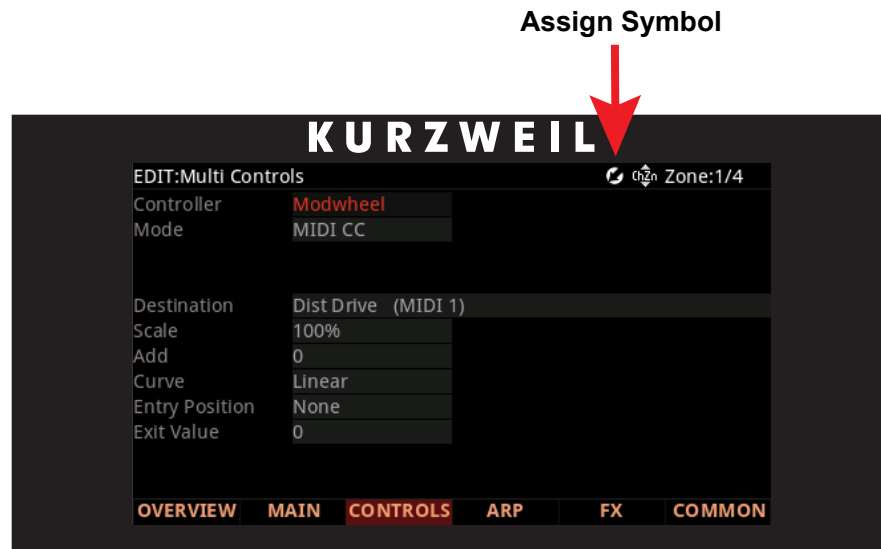 Assign Symbol
KURZWEIL
EDIT:Multi Controls ChZn Zone:1/4
Controller Modwheel
Mode MIDI CC
Destination Dist Drive (MIDI 1)
Scale 100%
Add 0
Curve Linear
Entry Position None
Exit Value 0
OVERVIEW MAIN CONTROLS ARP FX COMMON